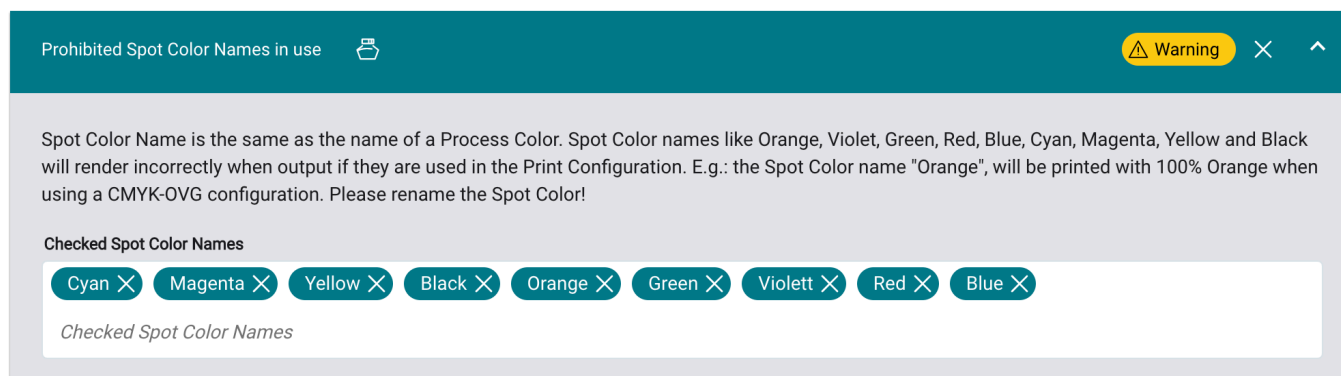 Prohibited Spot Color Names in use Warning
Spot Color Name is the same as the name of a Process Color. Spot Color names like Orange, Violet, Green, Red, Blue, Cyan, Magenta, Yellow and Black
will render incorrectly when output if they are used in the Print Configuration. E.g.: the Spot Color name "Orange", will be printed with 100% Orange when
using a CMYK-OVG configuration. Please rename the Spot Color!
Checked Spot Color Names
Cyan Magenta Yellow Black Orange Green Violett Red Blue
Checked Spot Color Names